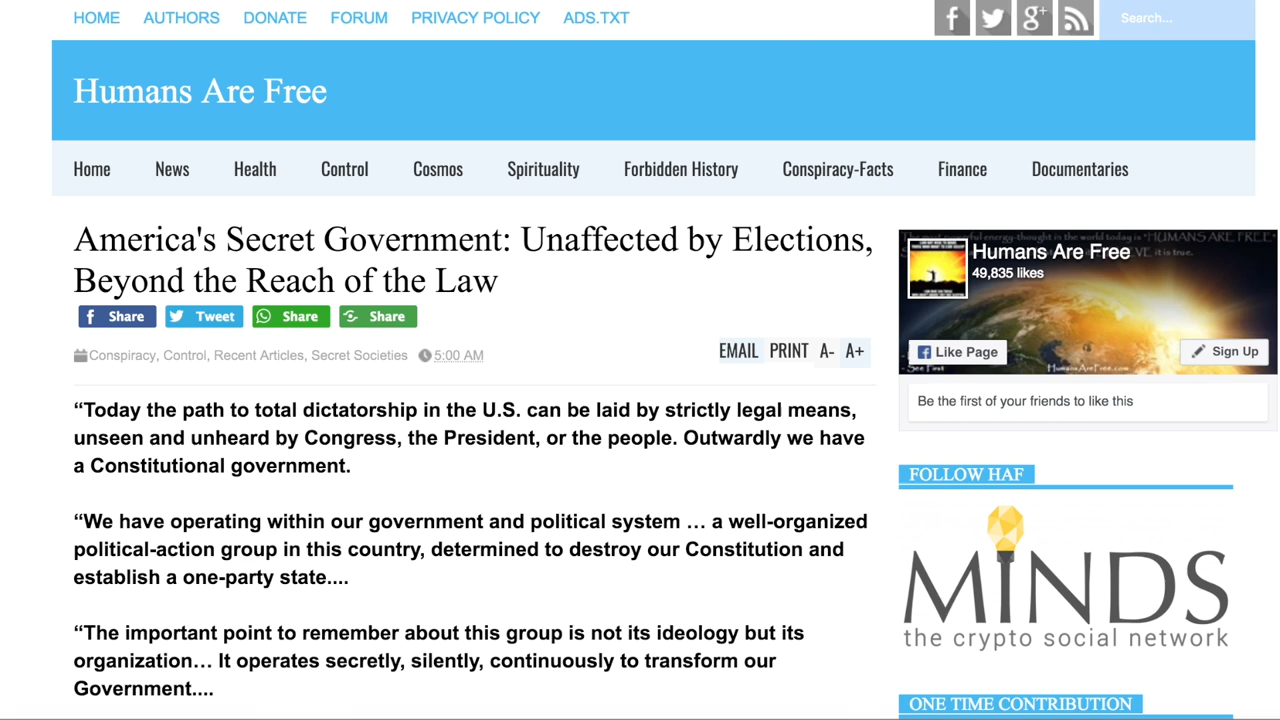 HOME AUTHORS DONATE FORUM PRIVACY POLICY ADS.TXT
Search...
Humans Are Free
Home News Health Control Cosmos Spirituality Forbidden History Conspiracy-Facts Finance Documentaries
America's Secret Government: Unaffected by Elections,
Beyond the Reach of the Law
Share Tweet Share Share
Conspiracy, Control, Recent Articles, Secret Societies 5:00 AM
EMAIL PRINT A- A+
“Today the path to total dictatorship in the U.S. can be laid by strictly legal means,
unseen and unheard by Congress, the President, or the people. Outwardly we have
a Constitutional government.
“We have operating within our government and political system … a well-organized
political-action group in this country, determined to destroy our Constitution and
establish a one-party state....
“The important point to remember about this group is not its ideology but its
organization… It operates secretly, silently, continuously to transform our
Government....
Humans Are Free
49,835 likes
Like Page
Sign Up
- See First
HumansAreFree.com
Be the first of your friends to like this
FOLLOW HAF
MINDS
the crypto social network
ONE TIME CONTRIBUTION